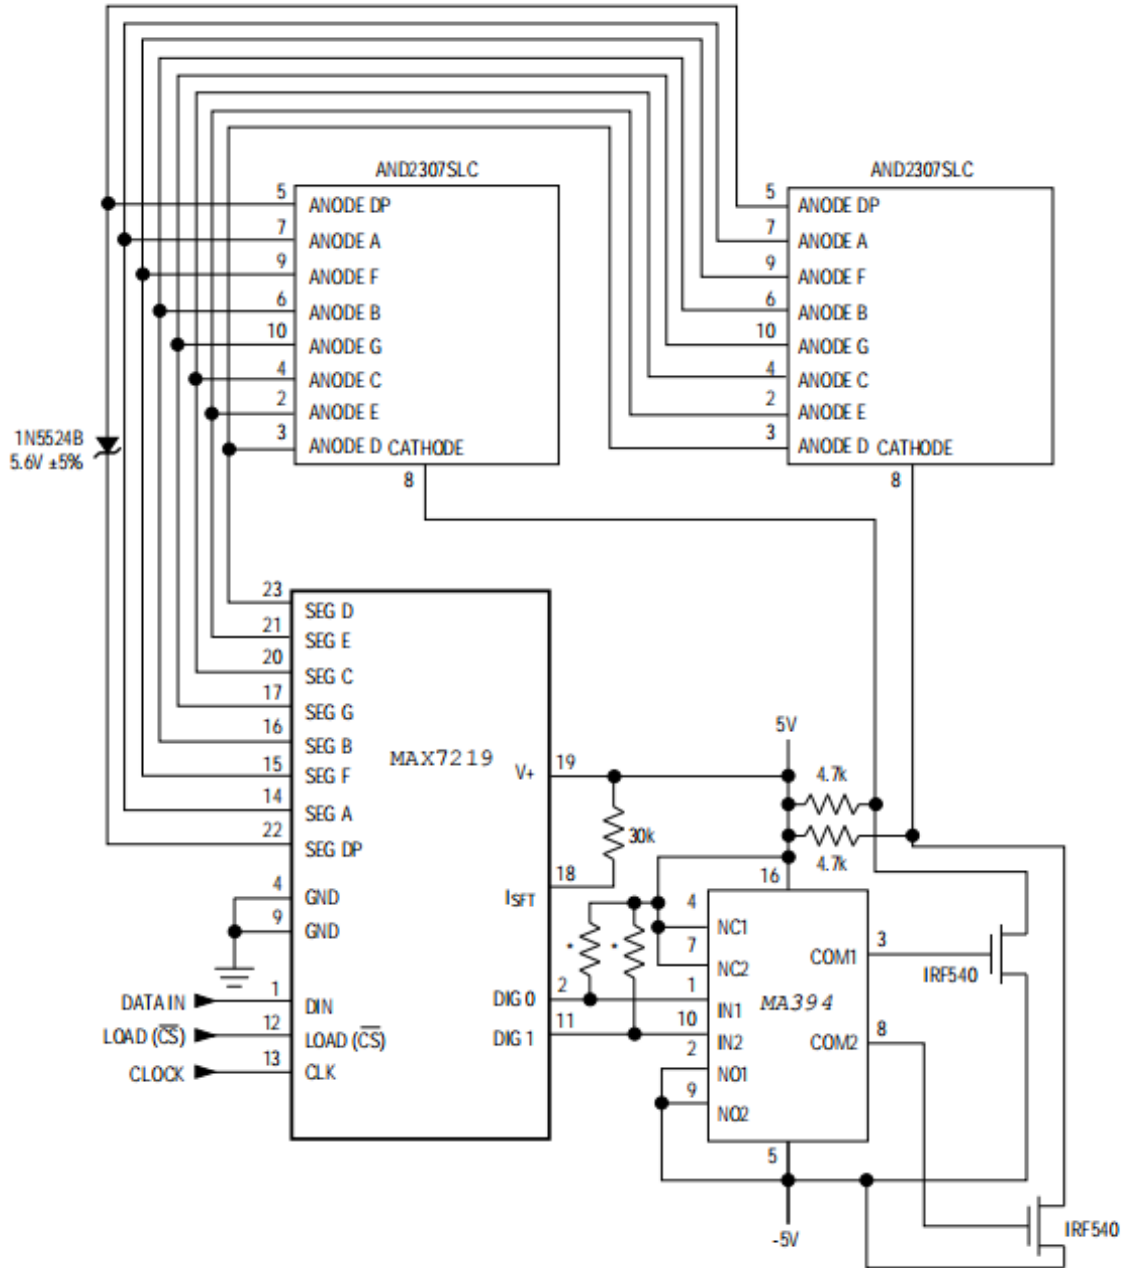 AND2307SLC
5 ANODE DP
7 ANODE A
9 ANODE F
6 ANODE B
10 ANODE G
4 ANODE C
2 ANODE E
3 ANODE D CATHODE
8
AND2307SLC
5 ANODE DP
7 ANODE A
9 ANODE F
6 ANODE B
10 ANODE G
4 ANODE C
2 ANODE E
3 ANODE D CATHODE
8
1N5524B
5.6V ±5%
MAX7219
23 SEG D
21 SEG E
20 SEG C
17 SEG G
16 SEG B
15 SEG F
14 SEG A
22 SEG DP
4 GND
9 GND
DATA IN 1 DIN
LOAD (C̅S̅) 12 LOAD (C̅S̅)
CLOCK 13 CLK
V+ 19
30k
ISFT 18
* *
DIG 0 2
DIG 1 11
5V
4.7k
4.7k
16
MA394
4 NC1
7 NC2
1 IN1
10 IN2
2 NO1
9 NO2
COM1 3
COM2 8
5
-5V
IRF540
IRF540